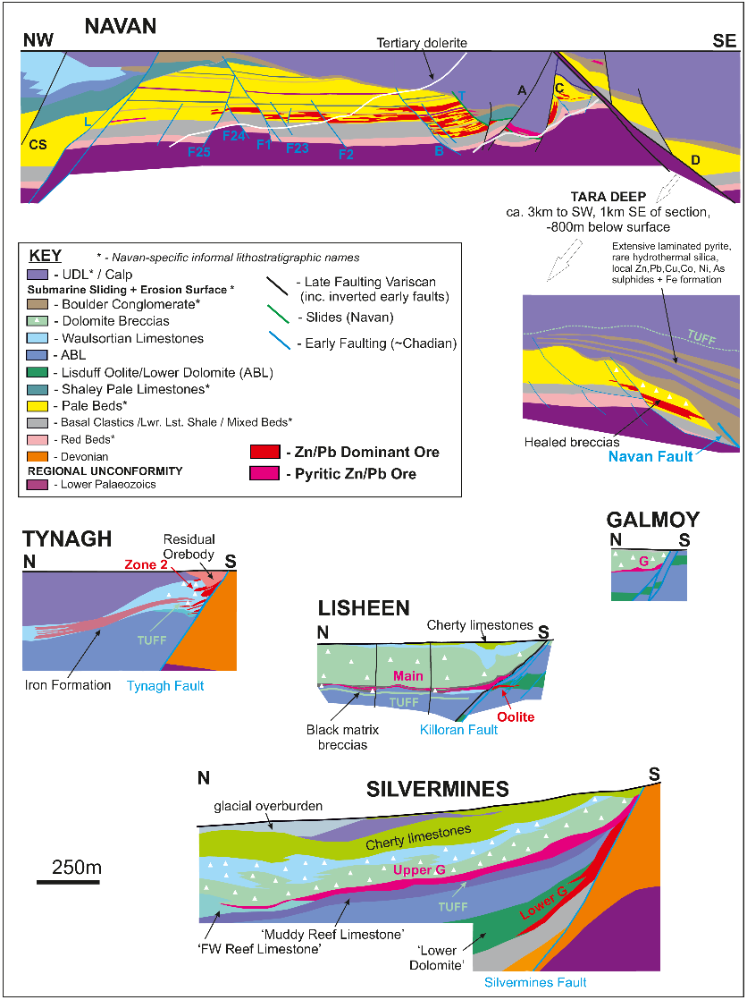 NAVAN
NW
SE
Tertiary dolerite
A
C
T
L
CS
F25
F24
F1
F23
F2
B
D
TARA DEEP
ca. 3km to SW, 1km SE of section,
-800m below surface
Extensive laminated pyrite,
rare hydrothermal silica,
local Zn,Pb,Cu,Co, Ni, As
sulphides + Fe formation
TUFF
Healed breccias
Navan Fault
KEY
* - Navan-specific informal lithostratigraphic names
- UDL* / Calp
Submarine Sliding + Erosion Surface *
- Boulder Conglomerate*
- Dolomite Breccias
- Waulsortian Limestones
- ABL
- Lisduff Oolite/Lower Dolomite (ABL)
- Shaley Pale Limestones*
- Pale Beds*
- Basal Clastics /Lwr. Lst. Shale / Mixed Beds*
- Red Beds*
- Devonian
REGIONAL UNCONFORMITY
- Lower Palaeozoics
- Late Faulting Variscan
(inc. inverted early faults)
- Slides (Navan)
- Early Faulting (~Chadian)
- Zn/Pb Dominant Ore
- Pyritic Zn/Pb Ore
TYNAGH
N
S
Residual
Orebody
Zone 2
TUFF
Iron Formation
Tynagh Fault
GALMOY
N
S
G
LISHEEN
N
S
Cherty limestones
Main
TUFF
Black matrix
breccias
Killoran Fault
Oolite
SILVERMINES
N
S
glacial overburden
Cherty limestones
Upper G
TUFF
Lower G
'Muddy Reef Limestone'
'FW Reef Limestone'
'Lower
Dolomite'
Silvermines Fault
250m